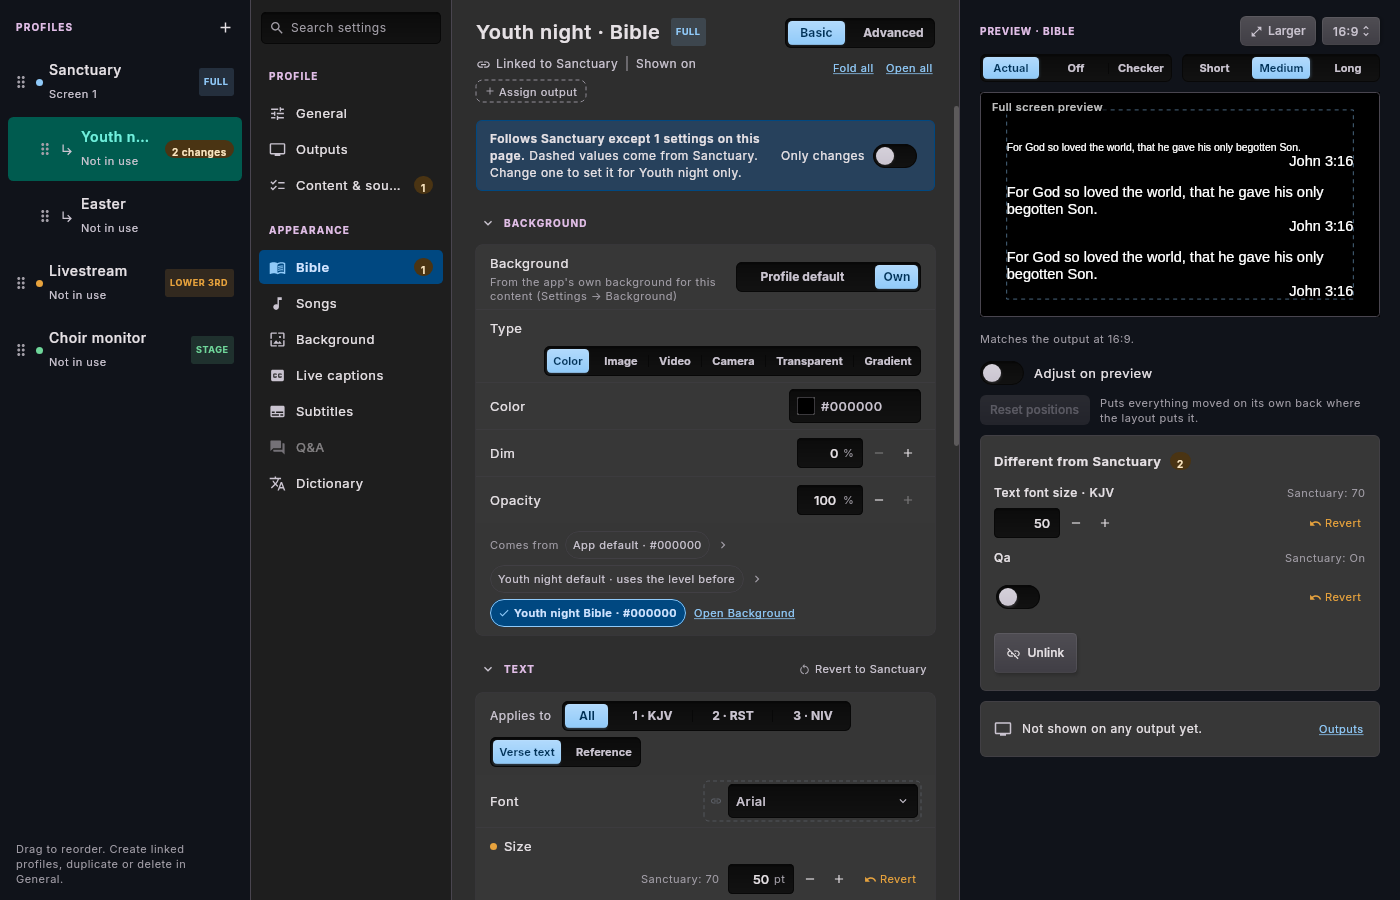 PROFILES
Sanctuary
Screen 1
FULL
Youth n...
Not in use
2 changes
Easter
Not in use
Livestream
Not in use
LOWER 3RD
Choir monitor
Not in use
STAGE
Drag to reorder. Create linked
profiles, duplicate or delete in
General.
Search settings
PROFILE
General
Outputs
Content & sou...
1
APPEARANCE
Bible
1
Songs
Background
Live captions
Subtitles
Q&A
Dictionary
Youth night · Bible
FULL
Basic
Advanced
Linked to Sanctuary | Shown on
Assign output
Fold all
Open all
Follows Sanctuary except 1 settings on this
page. Dashed values come from Sanctuary.
Change one to set it for Youth night only.
Only changes
BACKGROUND
Background
From the app's own background for this
content (Settings → Background)
Profile default
Own
Type
Color
Image
Video
Camera
Transparent
Gradient
Color
#000000
Dim
0 %
Opacity
100 %
Comes from
App default · #000000
Youth night default · uses the level before
Youth night Bible · #000000
Open Background
TEXT
Revert to Sanctuary
Applies to
All
1 · KJV
2 · RST
3 · NIV
Verse text
Reference
Font
Arial
Size
Sanctuary: 70
50 pt
Revert
PREVIEW · BIBLE
Larger
16:9
Actual
Off
Checker
Short
Medium
Long
Full screen preview
For God so loved the world, that he gave his only begotten Son.
John 3:16
For God so loved the world, that he gave his only
begotten Son.
John 3:16
For God so loved the world, that he gave his only
begotten Son.
John 3:16
Matches the output at 16:9.
Adjust on preview
Reset positions
Puts everything moved on its own back where
the layout puts it.
Different from Sanctuary
2
Text font size · KJV
Sanctuary: 70
50
Revert
Qa
Sanctuary: On
Revert
Unlink
Not shown on any output yet.
Outputs